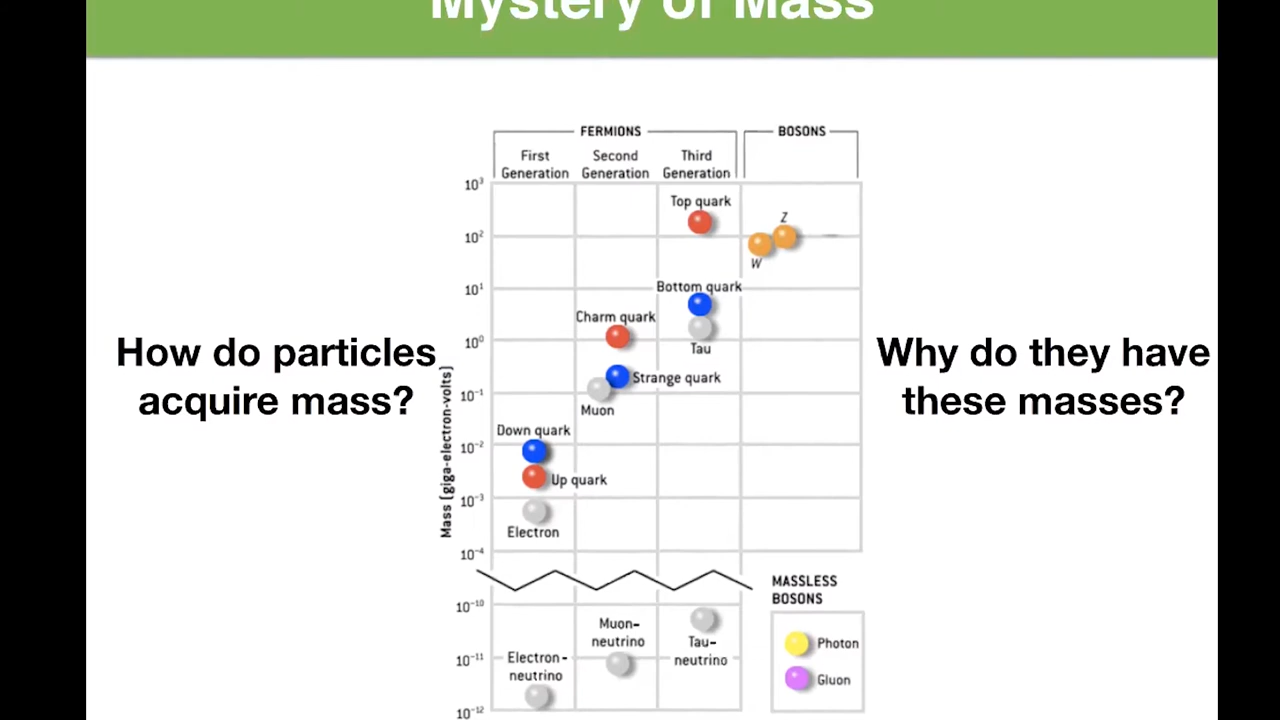 Mystery of Mass
FERMIONS
BOSONS
First
Generation
Second
Generation
Third
Generation
10³
10²
10¹
10⁰
10⁻¹
10⁻²
10⁻³
10⁻⁴
10⁻¹⁰
10⁻¹¹
10⁻¹²
Mass (giga-electron-volts)
Top quark
Z
W
Bottom quark
Charm quark
Tau
Strange quark
Muon
Down quark
Up quark
Electron
How do particles
acquire mass?
Why do they have
these masses?
MASSLESS
BOSONS
Photon
Gluon
Muon-
neutrino
Tau-
neutrino
Electron-
neutrino